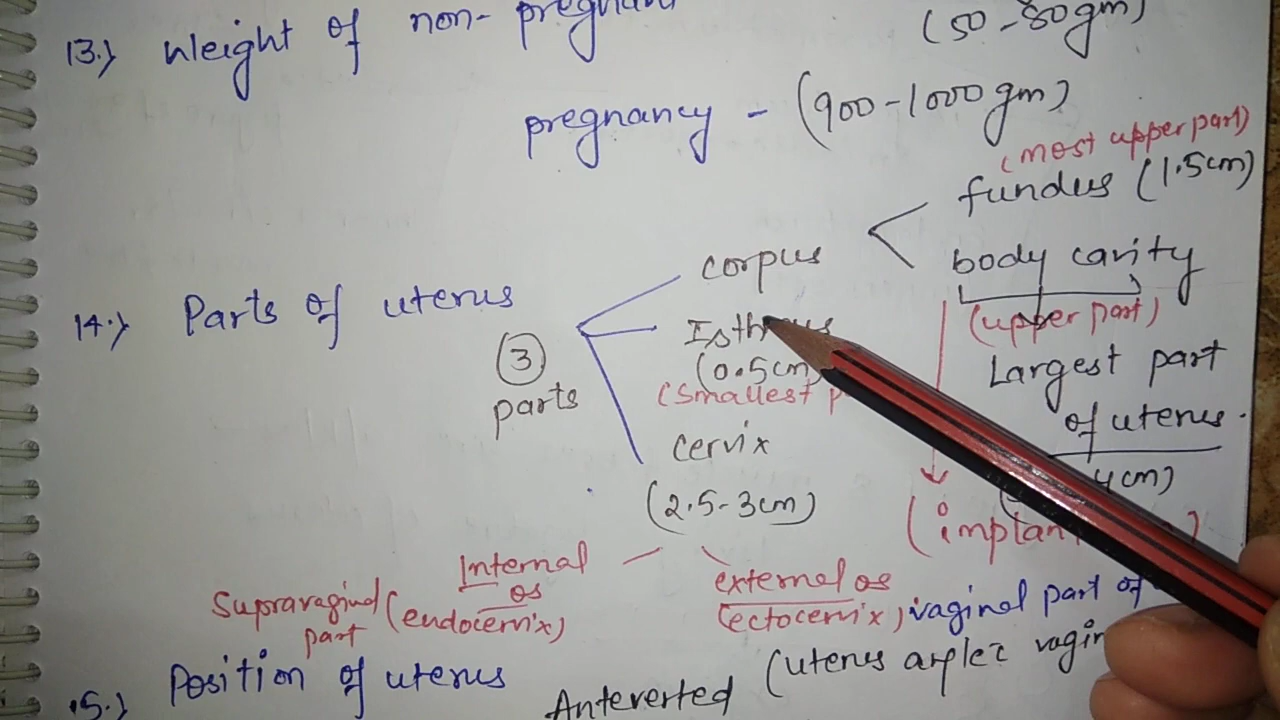 13.) Weight of non-pregnant (50-80gm)
pregnancy - (900-1000gm)
(most upper part)
fundus (1.5cm)
corpus
body cavity
14.) Parts of uterus
(upper part)
3
parts
(0.5cm)
Largest part
(smallest
of uterus.
cervix
4cm)
(2.5-3cm)
Internal
os
external os
Supravaginal
part
(endocervix)
(ectocervix) vaginal part of
15.) Position of uterus
Anteverted (uterus